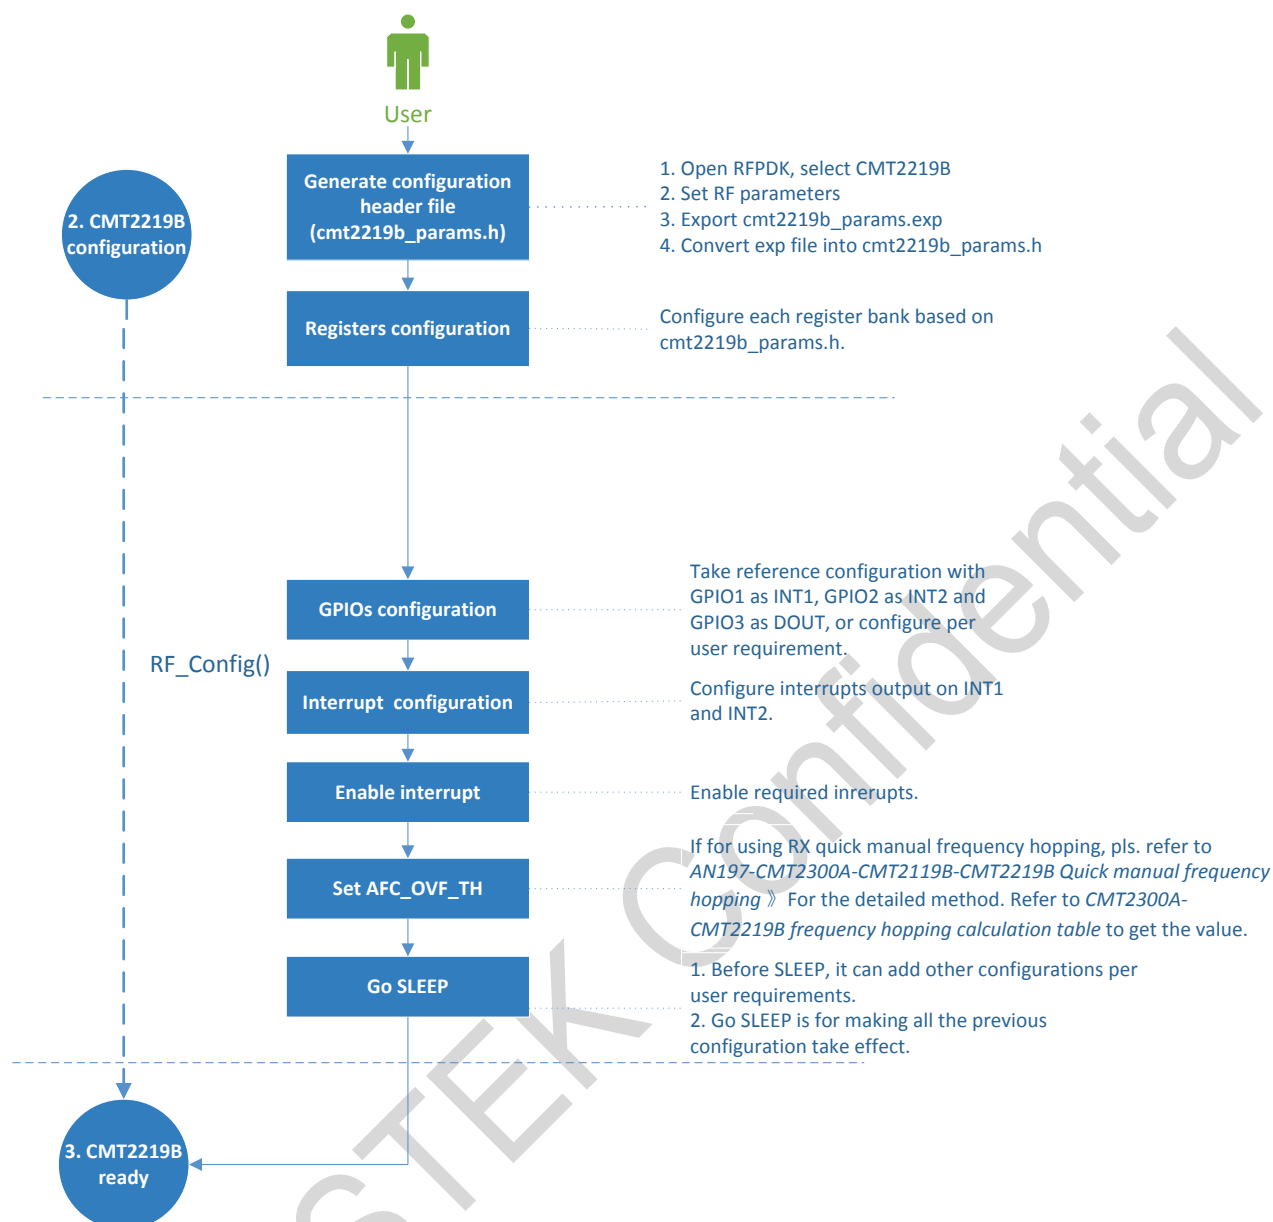 User
Generate configuration
header file
(cmt2219b_params.h)
1. Open RFPDK, select CMT2219B
2. Set RF parameters
3. Export cmt2219b_params.exp
4. Convert exp file into cmt2219b_params.h
2. CMT2219B
configuration
Registers configuration
Configure each register bank based on
cmt2219b_params.h.
GPIOs configuration
Take reference configuration with
GPIO1 as INT1, GPIO2 as INT2 and
GPIO3 as DOUT, or configure per
user requirement.
RF_Config()
Interrupt configuration
Configure interrupts output on INT1
and INT2.
Enable interrupt
Enable required inrerupts.
Set AFC_OVF_TH
If for using RX quick manual frequency hopping, pls. refer to
AN197-CMT2300A-CMT2119B-CMT2219B Quick manual frequency
hopping 》 For the detailed method. Refer to CMT2300A-
CMT2219B frequency hopping calculation table to get the value.
Go SLEEP
1. Before SLEEP, it can add other configurations per
user requirements.
2. Go SLEEP is for making all the previous
configuration take effect.
3. CMT2219B
ready
STEK Confidential